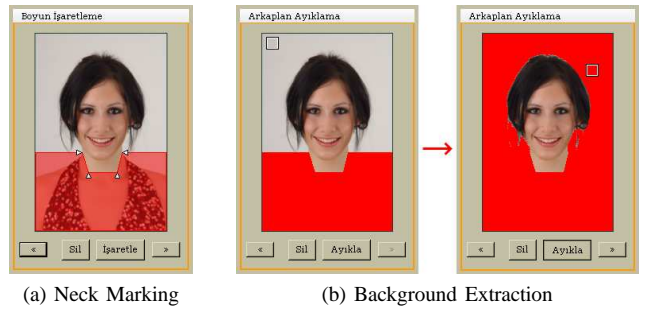 Boyun İşaretleme
Arkaplan Ayıklama
Arkaplan Ayıklama
« Sil İşaretle »
« Sil Ayıkla »
« Sil Ayıkla »
(a) Neck Marking
(b) Background Extraction